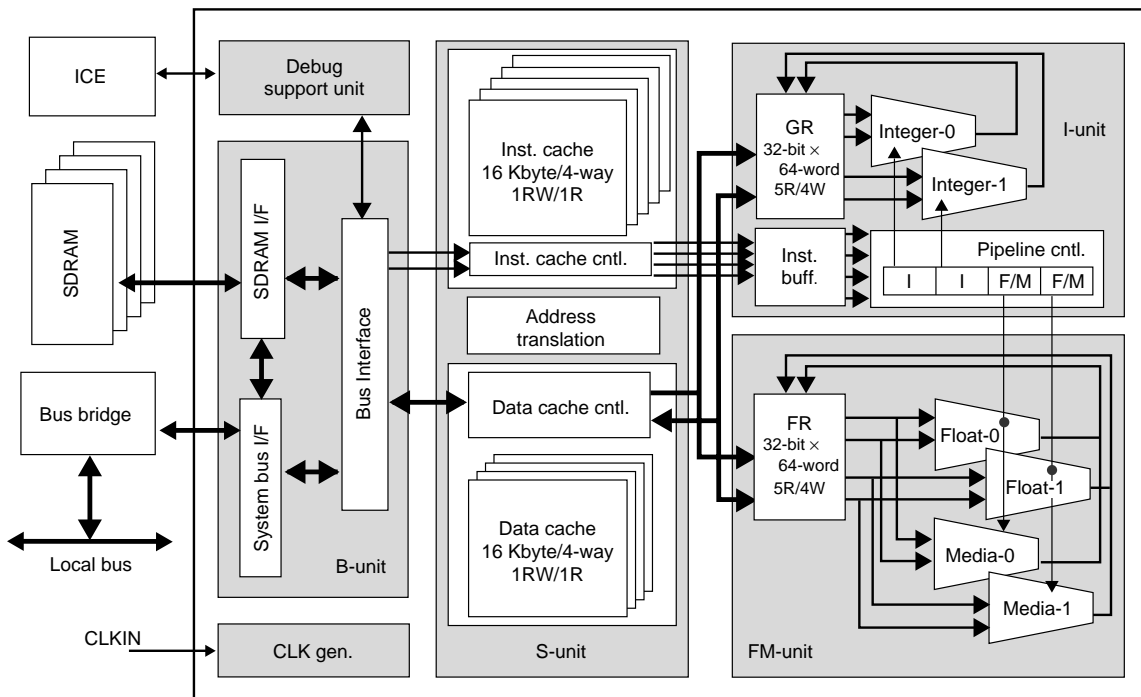 ICE
Debug
support unit
SDRAM
SDRAM I/F
Bus Interface
System bus I/F
B-unit
Bus bridge
Local bus
CLKIN
CLK gen.
Inst. cache
16 Kbyte/4-way
1RW/1R
Inst. cache cntl.
Address
translation
Data cache cntl.
Data cache
16 Kbyte/4-way
1RW/1R
S-unit
GR
32-bit ×
64-word
5R/4W
Integer-0
Integer-1
I-unit
Inst.
buff.
Pipeline cntl.
I I F/M F/M
FR
32-bit ×
64-word
5R/4W
Float-0
Float-1
Media-0
Media-1
FM-unit